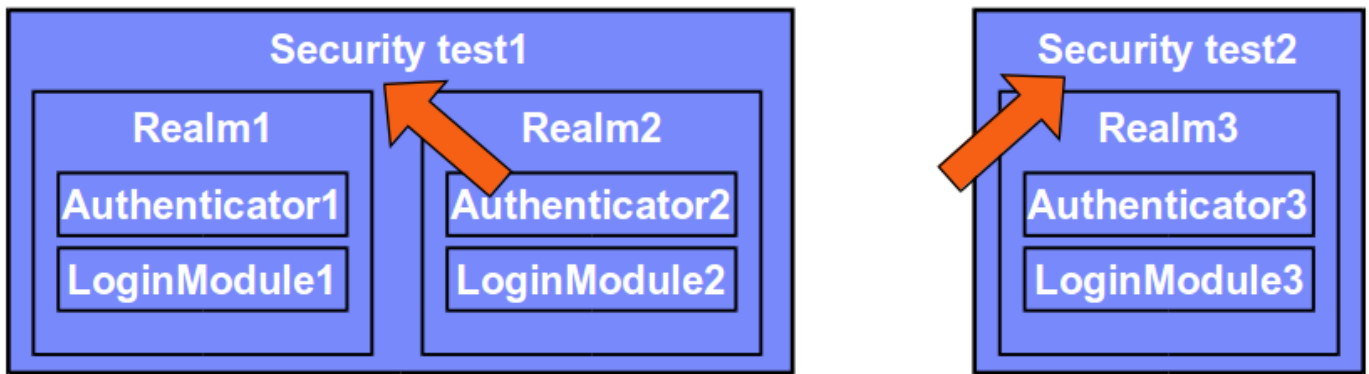 Security test1
Realm1
Authenticator1
LoginModule1
Realm2
Authenticator2
LoginModule2
Security test2
Realm3
Authenticator3
LoginModule3